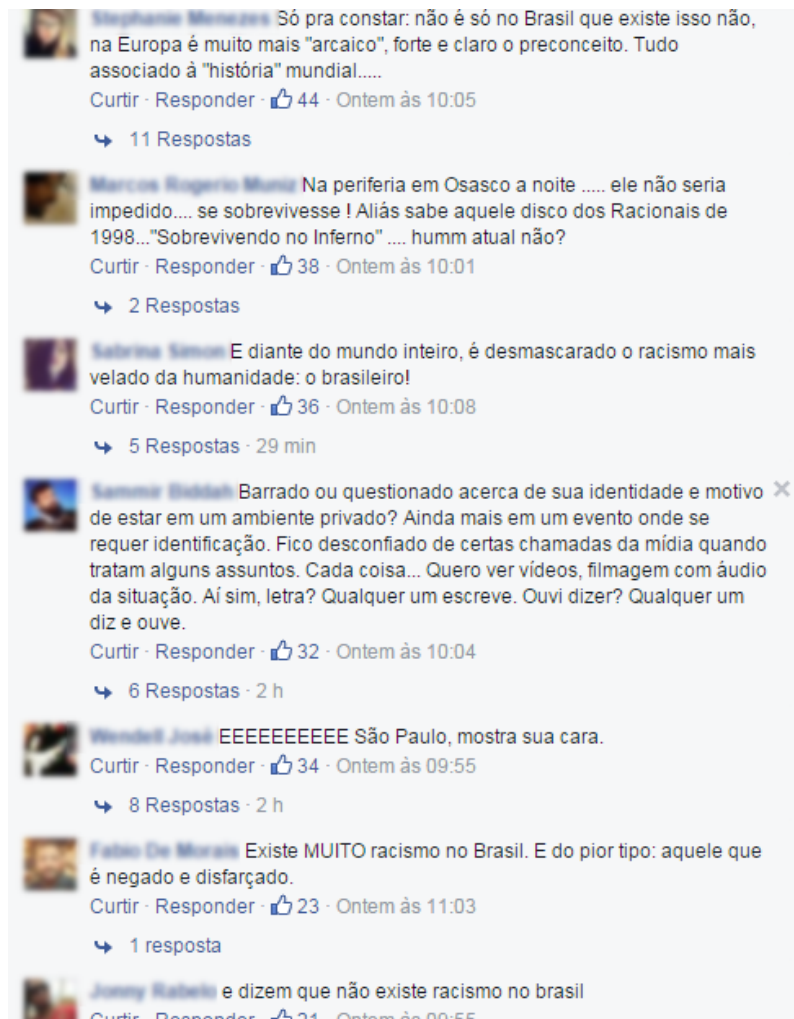 Só pra constar: não é só no Brasil que existe isso não,
na Europa é muito mais "arcaico", forte e claro o preconceito. Tudo
associado à "história" mundial.....
Curtir · Responder · 44 · Ontem às 10:05
11 Respostas
Na periferia em Osasco a noite ..... ele não seria
impedido.... se sobrevivesse ! Aliás sabe aquele disco dos Racionais de
1998..."Sobrevivendo no Inferno" .... humm atual não?
Curtir · Responder · 38 · Ontem às 10:01
2 Respostas
E diante do mundo inteiro, é desmascarado o racismo mais
velado da humanidade: o brasileiro!
Curtir · Responder · 36 · Ontem às 10:08
5 Respostas · 29 min
Barrado ou questionado acerca de sua identidade e motivo
de estar em um ambiente privado? Ainda mais em um evento onde se
requer identificação. Fico desconfiado de certas chamadas da mídia quando
tratam alguns assuntos. Cada coisa... Quero ver vídeos, filmagem com áudio
da situação. Aí sim, letra? Qualquer um escreve. Ouvi dizer? Qualquer um
diz e ouve.
Curtir · Responder · 32 · Ontem às 10:04
6 Respostas · 2 h
EEEEEEEEEE São Paulo, mostra sua cara.
Curtir · Responder · 34 · Ontem às 09:55
8 Respostas · 2 h
Existe MUITO racismo no Brasil. E do pior tipo: aquele que
é negado e disfarçado.
Curtir · Responder · 23 · Ontem às 11:03
1 resposta
e dizem que não existe racismo no brasil
Curtir · Responder · 21 · Ontem às 09:55